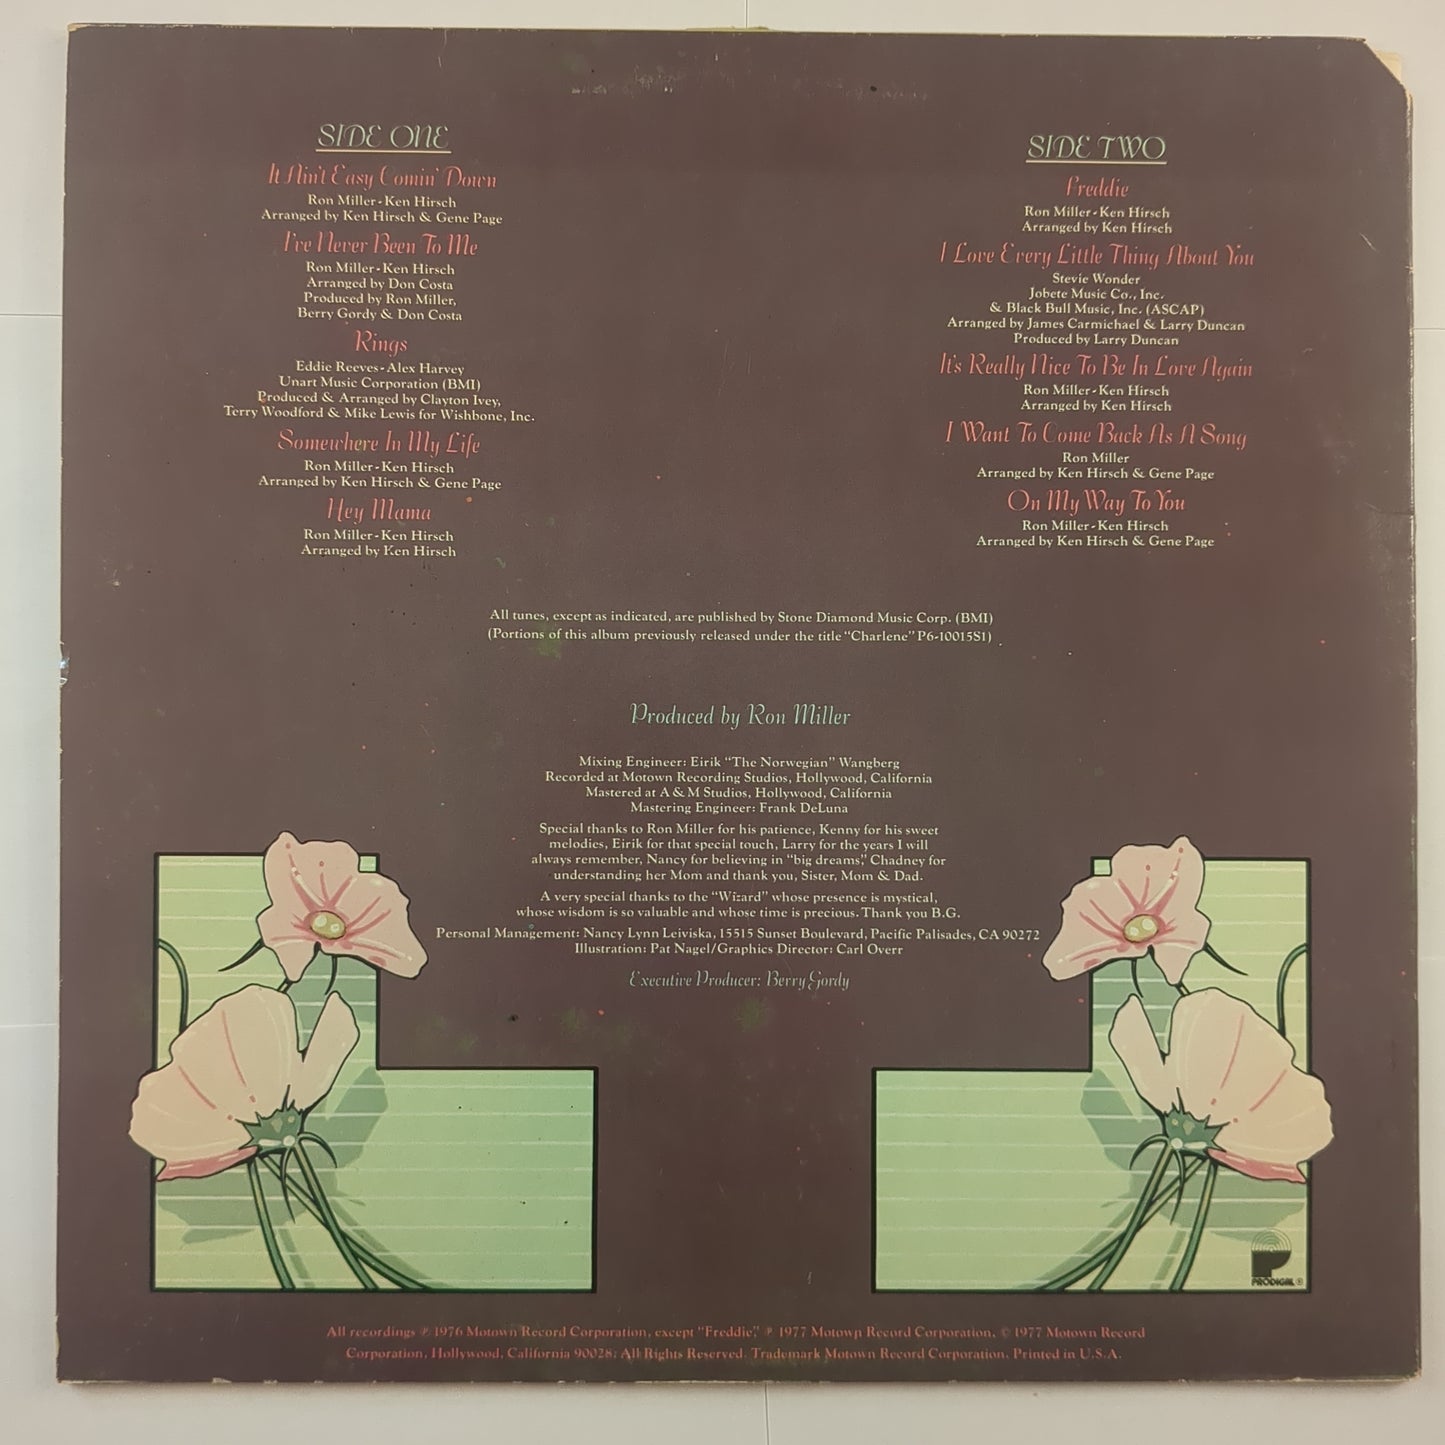 SIDE ONE
It Ain't Easy Comin' Down
Ron Miller-Ken Hirsch
Arranged by Ken Hirsch & Gene Page
I've Never Been To Me
Ron Miller-Ken Hirsch
Arranged by Don Costa
Produced by Ron Miller,
Berry Gordy & Don Costa
Rings
Eddie Reeves-Alex Harvey
Unart Music Corporation (BMI)
Produced & Arranged by Clayton Ivey,
Terry Woodford & Mike Lewis for Wishbone, Inc.
Somewhere In My Life
Ron Miller-Ken Hirsch
Arranged by Ken Hirsch & Gene Page
Hey Mama
Ron Miller-Ken Hirsch
Arranged by Ken Hirsch
SIDE TWO
Freddie
Ron Miller-Ken Hirsch
Arranged by Ken Hirsch
I Love Every Little Thing About You
Stevie Wonder
Jobete Music Co., Inc.
& Black Bull Music, Inc. (ASCAP)
Arranged by James Carmichael & Larry Duncan
Produced by Larry Duncan
It's Really Nice To Be In Love Again
Ron Miller-Ken Hirsch
Arranged by Ken Hirsch
I Want To Come Back As A Song
Ron Miller
Arranged by Ken Hirsch & Gene Page
On My Way To You
Ron Miller-Ken Hirsch
Arranged by Ken Hirsch & Gene Page
All tunes, except as indicated, are published by Stone Diamond Music Corp. (BMI)
(Portions of this album previously released under the title "Charlene" P6-10015S1)
Produced by Ron Miller
Mixing Engineer: Eirik "The Norwegian" Wangberg
Recorded at Motown Recording Studios, Hollywood, California
Mastered at A & M Studios, Hollywood, California
Mastering Engineer: Frank DeLuna
Special thanks to Ron Miller for his patience, Kenny for his sweet
melodies, Eirik for that special touch, Larry for the years I will
always remember, Nancy for believing in "big dreams," Chadney for
understanding her Mom and thank you, Sister, Mom & Dad.
A very special thanks to the "Wizard" whose presence is mystical,
whose wisdom is so valuable and whose time is precious. Thank you B.G.
Personal Management: Nancy Lynn Leiviska, 15515 Sunset Boulevard, Pacific Palisades, CA 90272
Illustration: Pat Nagel/Graphics Director: Carl Overr
Executive Producer: Berry Gordy
PRODIGAL ®
All recordings ℗ 1976 Motown Record Corporation, except "Freddie," ℗ 1977 Motown Record Corporation. © 1977 Motown Record
Corporation, Hollywood, California 90028. All Rights Reserved. Trademark Motown Record Corporation. Printed in U.S.A.